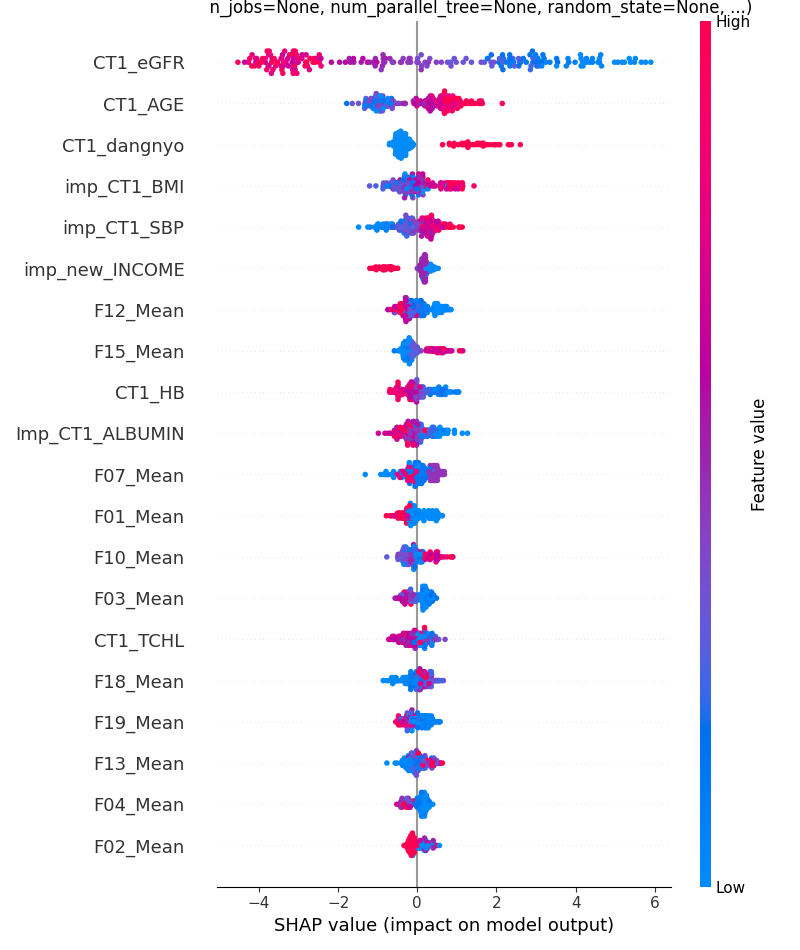 n_jobs=None, num_parallel_tree=None, random_state=None, ...)
High
CT1_eGFR
CT1_AGE
CT1_dangnyo
imp_CT1_BMI
imp_CT1_SBP
imp_new_INCOME
F12_Mean
F15_Mean
CT1_HB
Imp_CT1_ALBUMIN
F07_Mean
F01_Mean
F10_Mean
F03_Mean
CT1_TCHL
F18_Mean
F19_Mean
F13_Mean
F04_Mean
F02_Mean
Feature value
Low
−4 −2 0 2 4 6
SHAP value (impact on model output)